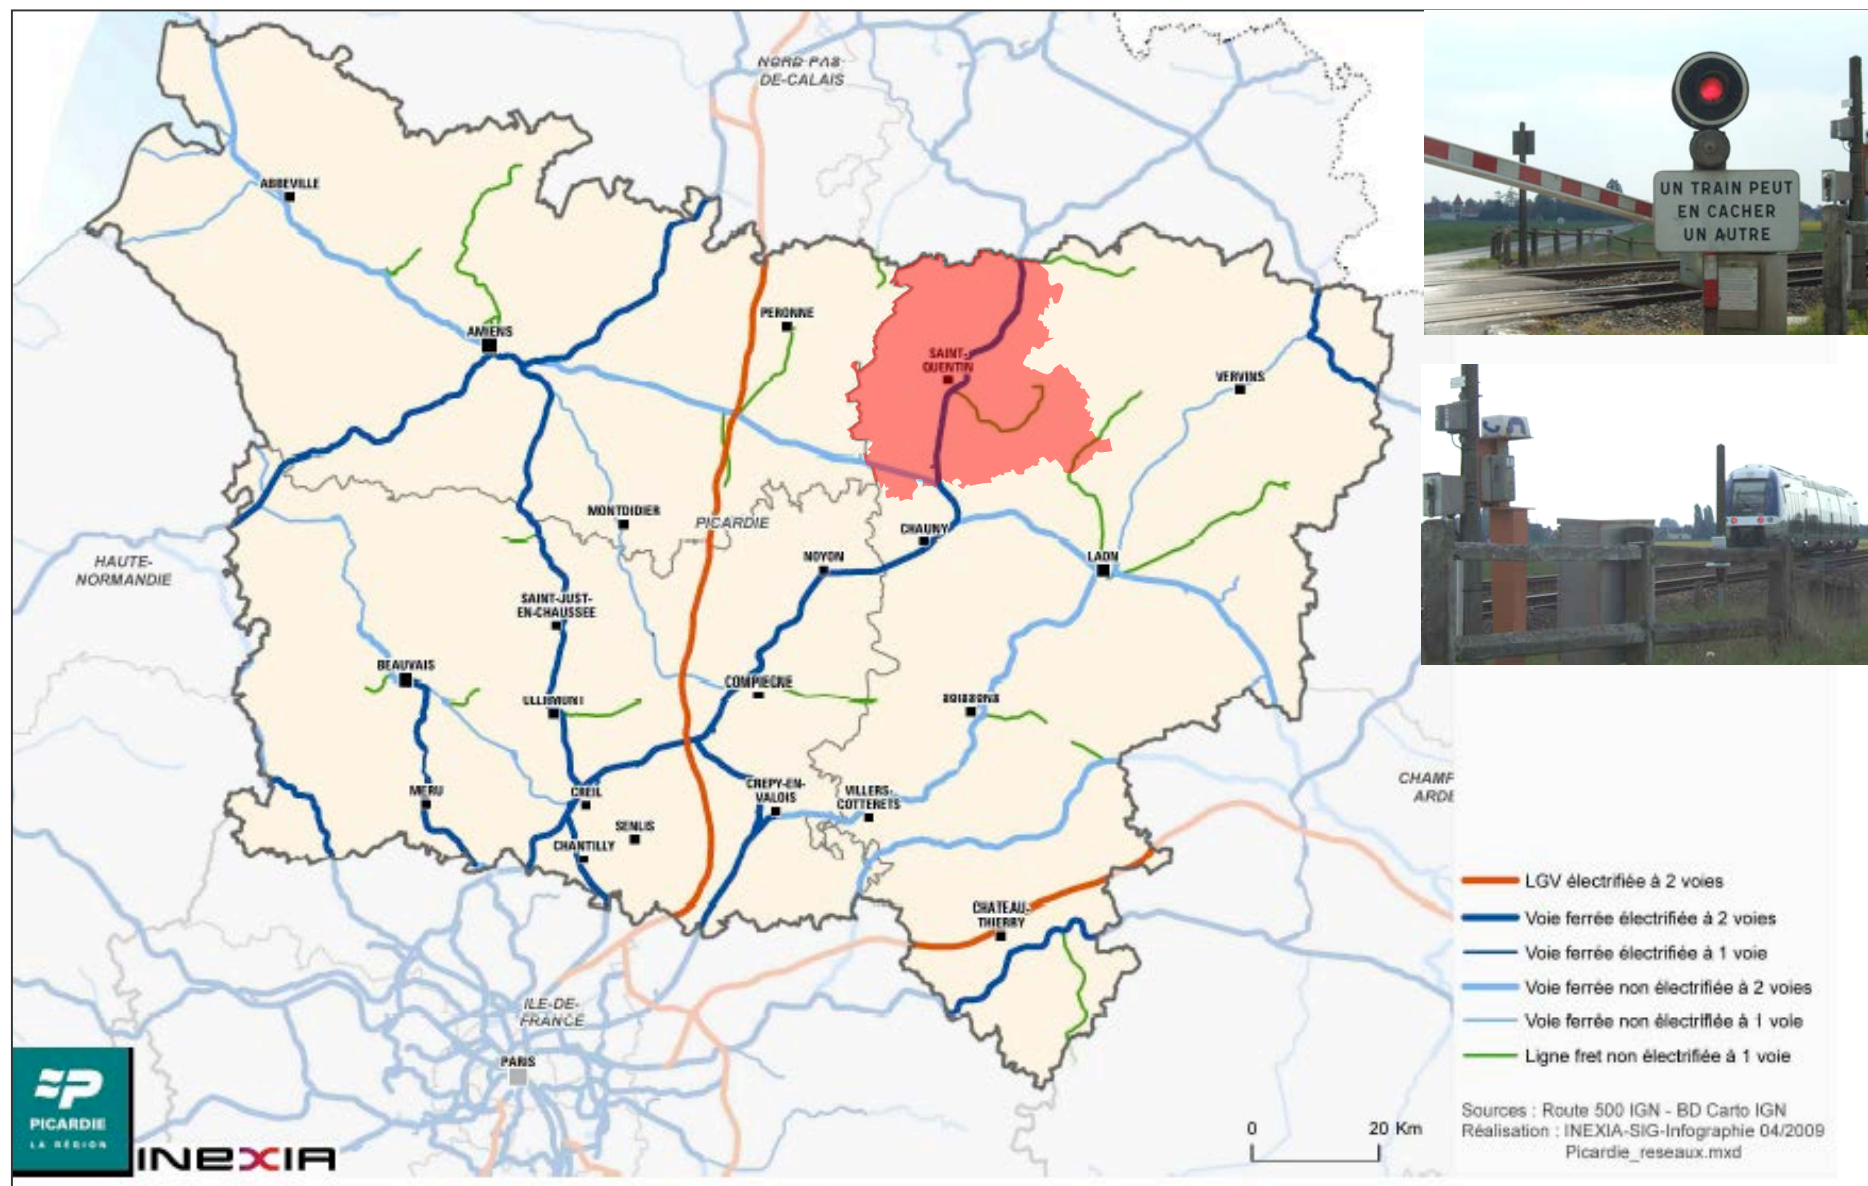 NORD-PAS-
DE-CALAIS
ABBEVILLE
AMIENS
PERONNE
SAINT-
QUENTIN
VERVINS
MONTDIDIER
PICARDIE
CHAUNY
NOYON
LAON
HAUTE-
NORMANDIE
SAINT-JUST-
EN-CHAUSSEE
BEAUVAIS
COMPIEGNE
SOISSONS
MERU
CREIL
CREPY-EN-
VALOIS
VILLERS-
COTTERETS
SENLIS
CHANTILLY
CHAMP
ARDE
CHATEAU-
THIERRY
ILE-DE-
FRANCE
PARIS
UN TRAIN PEUT
EN CACHER
UN AUTRE
LGV électrifiée à 2 voies
Voie ferrée électrifiée à 2 voies
Voie ferrée électrifiée à 1 voie
Voie ferrée non électrifiée à 2 voies
Voie ferrée non électrifiée à 1 voie
Ligne fret non électrifiée à 1 voie
0 20 Km
Sources : Route 500 IGN - BD Carto IGN
Réalisation : INEXIA-SIG-Infographie 04/2009
Picardie_reseaux.mxd
PICARDIE
LA RÉGION
INEXIA